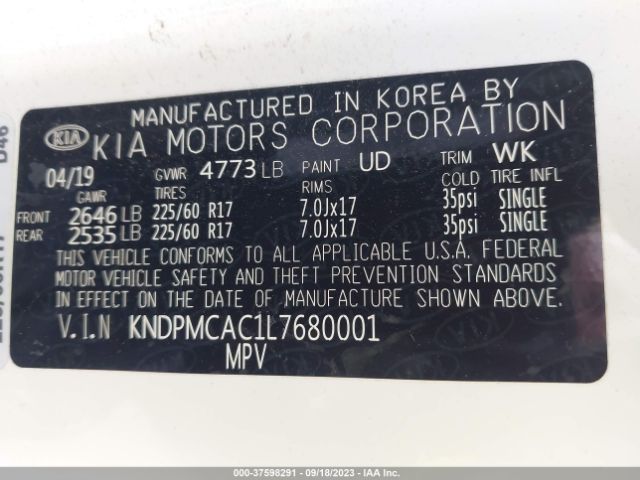 MANUFACTURED IN KOREA BY
KIA KIA MOTORS CORPORATION
04/19 GVWR 4773 LB PAINT UD TRIM WK
GAWR TIRES RIMS COLD TIRE INFL
FRONT 2646 LB 225/60 R17 7.0Jx17 35psi SINGLE
REAR 2535 LB 225/60 R17 7.0Jx17 35psi SINGLE
THIS VEHICLE CONFORMS TO ALL APPLICABLE U.S.A. FEDERAL
MOTOR VEHICLE SAFETY AND THEFT PREVENTION STANDARDS
IN EFFECT ON THE DATE OF MANUFACTURE SHOWN ABOVE.
V.I.N KNDPMCAC1L7680001
MPV
D46
000-37598291 - 09/18/2023 - IAAI.COM